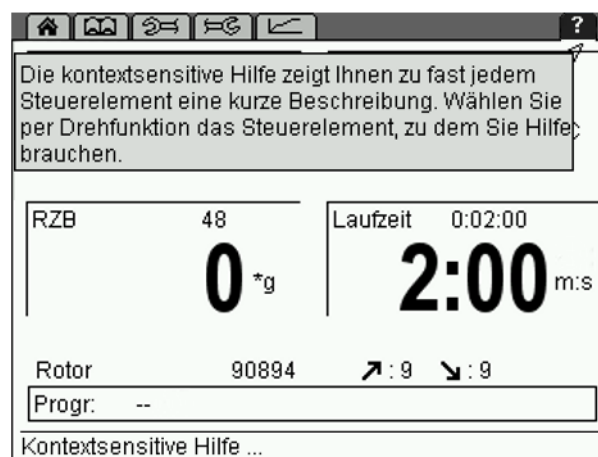 ?
Die kontextsensitive Hilfe zeigt Ihnen zu fast jedem
Steuerelement eine kurze Beschreibung. Wählen Sie
per Drehfunktion das Steuerelement, zu dem Sie Hilfe
brauchen.
RZB 48
0 *g
Laufzeit 0:02:00
2:00 m:s
Rotor 90894 ↗: 9 ↘: 9
Progr: --
Kontextsensitive Hilfe ...